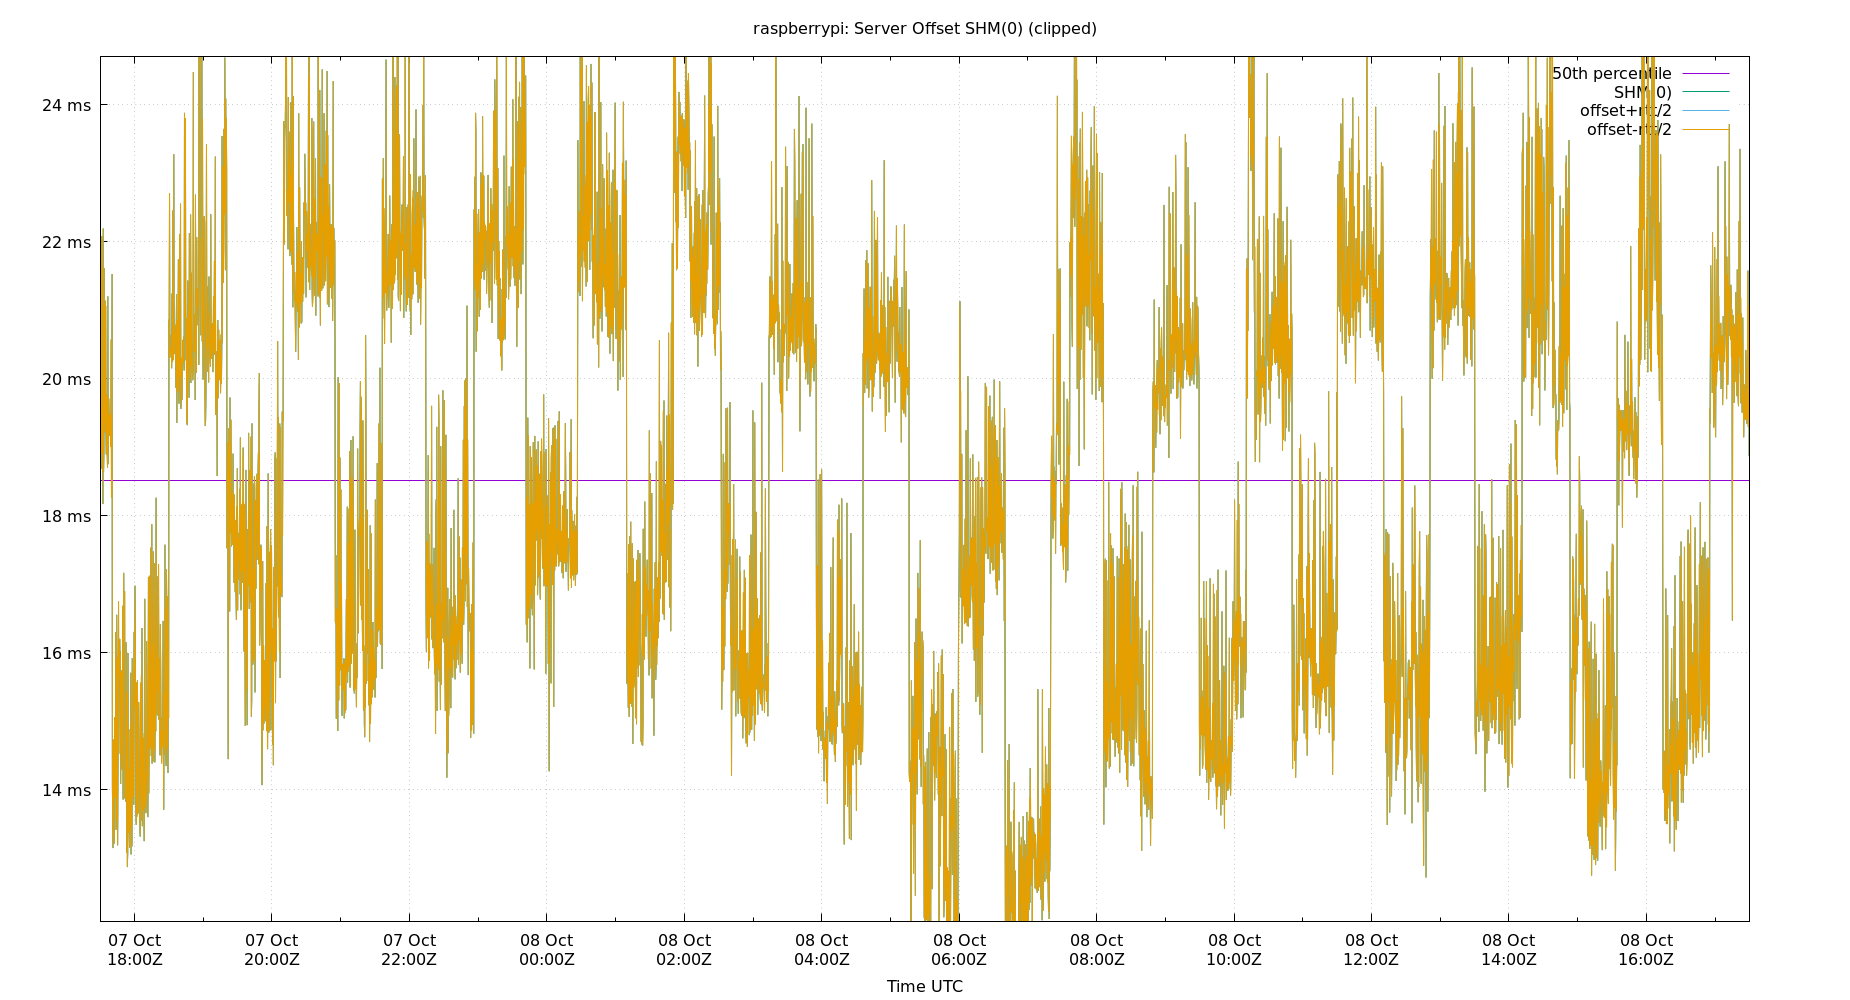 raspberrypi: Server Offset SHM(0) (clipped)
50th percentile
SHM(0)
offset+rtt/2
offset-rtt/2
24 ms
22 ms
20 ms
18 ms
16 ms
14 ms
07 Oct 07 Oct 07 Oct 08 Oct 08 Oct 08 Oct 08 Oct 08 Oct 08 Oct 08 Oct 08 Oct 08 Oct
18:00Z 20:00Z 22:00Z 00:00Z 02:00Z 04:00Z 06:00Z 08:00Z 10:00Z 12:00Z 14:00Z 16:00Z
Time UTC